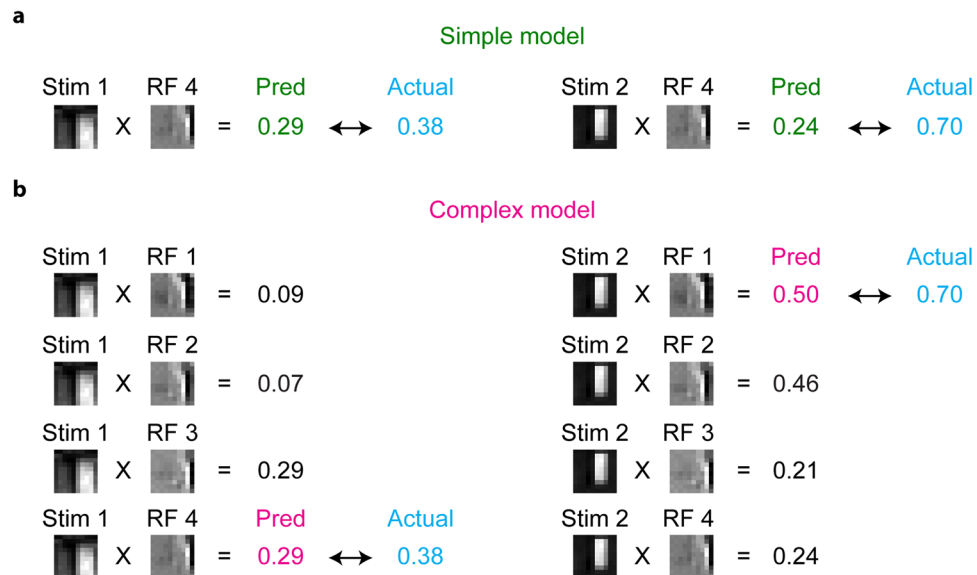 a
Simple model
Stim 1 RF 4 Pred Actual Stim 2 RF 4 Pred Actual
X = 0.29 ↔ 0.38 X = 0.24 ↔ 0.70
b
Complex model
Stim 1 RF 1 Stim 2 RF 1 Pred Actual
X = 0.09 X = 0.50 ↔ 0.70
Stim 1 RF 2 Stim 2 RF 2
X = 0.07 X = 0.46
Stim 1 RF 3 Stim 2 RF 3
X = 0.29 X = 0.21
Stim 1 RF 4 Pred Actual Stim 2 RF 4
X = 0.29 ↔ 0.38 X = 0.24